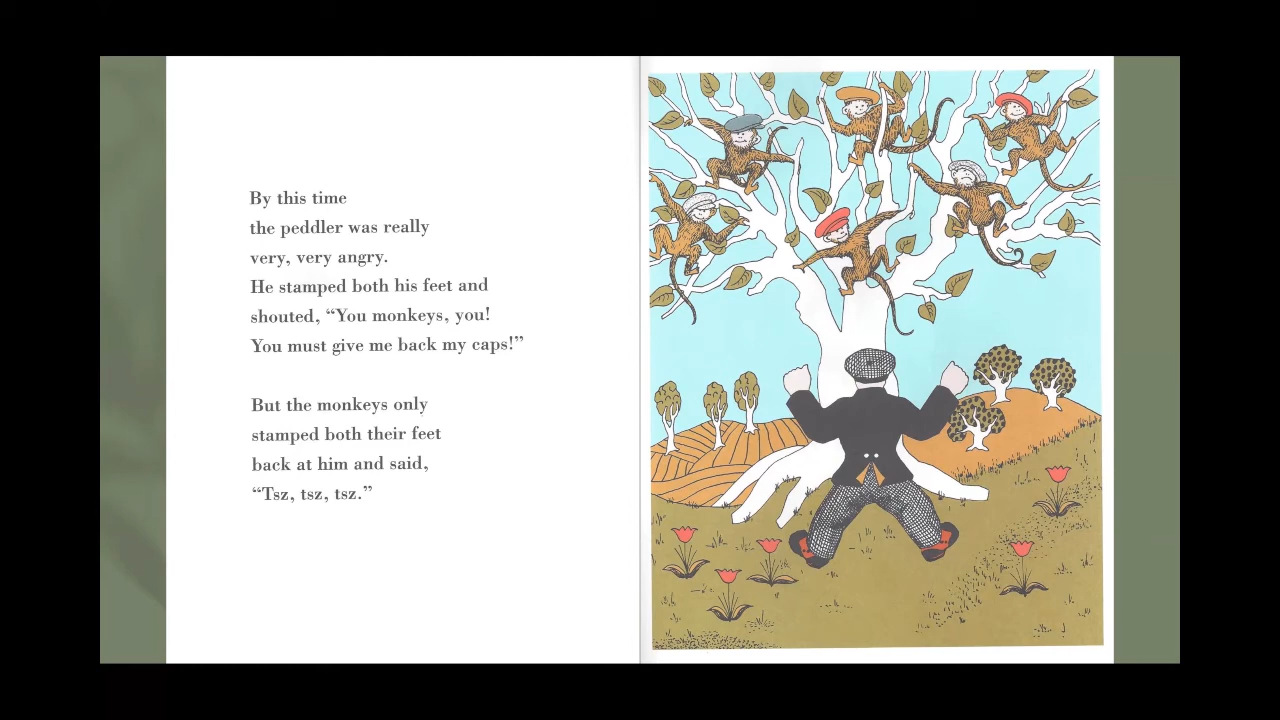 By this time
the peddler was really
very, very angry.
He stamped both his feet and
shouted, “You monkeys, you!
You must give me back my caps!”
But the monkeys only
stamped both their feet
back at him and said,
“Tsz, tsz, tsz.”